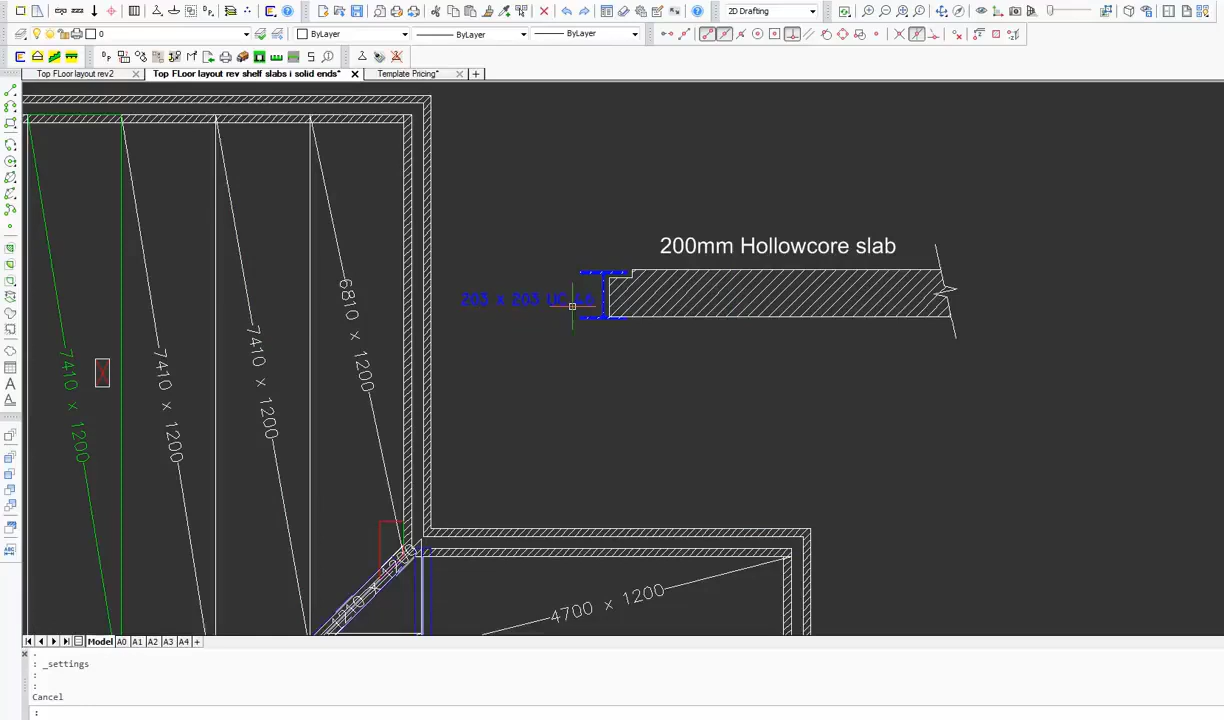 2D Drafting
0
ByLayer
ByLayer
ByLayer
Top FLoor layout rev2
Top FLoor layout rev shelf slabs i solid ends*
Template Pricing*
200mm Hollowcore slab
203 x 203 UC 46
7410 x 1200
7410 x 1200
7410 x 1200
6810 x 1200
4700 x 1200
Model
A0
A1
A2
A3
A4
: _settings
:
:
Cancel
: